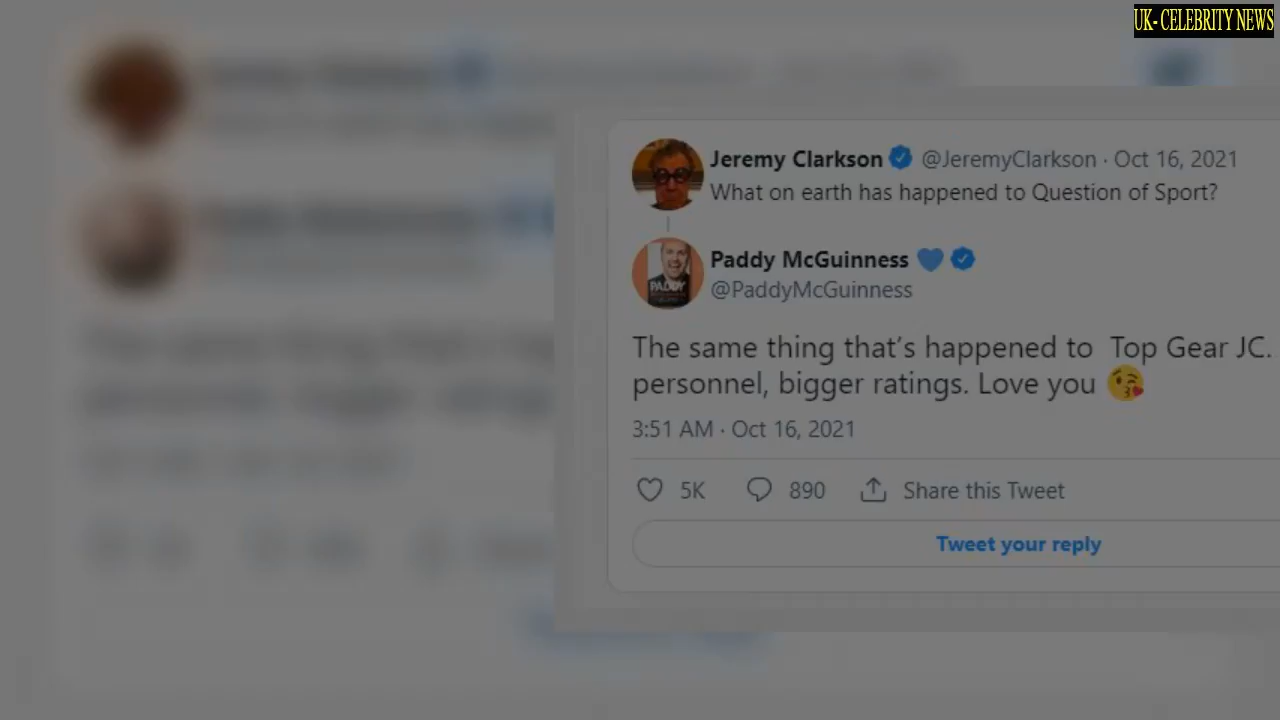 UK- CELEBRITY NEWS
Jeremy Clarkson @JeremyClarkson · Oct 16, 2021
What on earth has happened to Question of Sport?
Paddy McGuinness 💙
@PaddyMcGuinness
PADDY
The same thing that's happened to Top Gear JC.
personnel, bigger ratings. Love you 😘
3:51 AM · Oct 16, 2021
5K 890 Share this Tweet
Tweet your reply